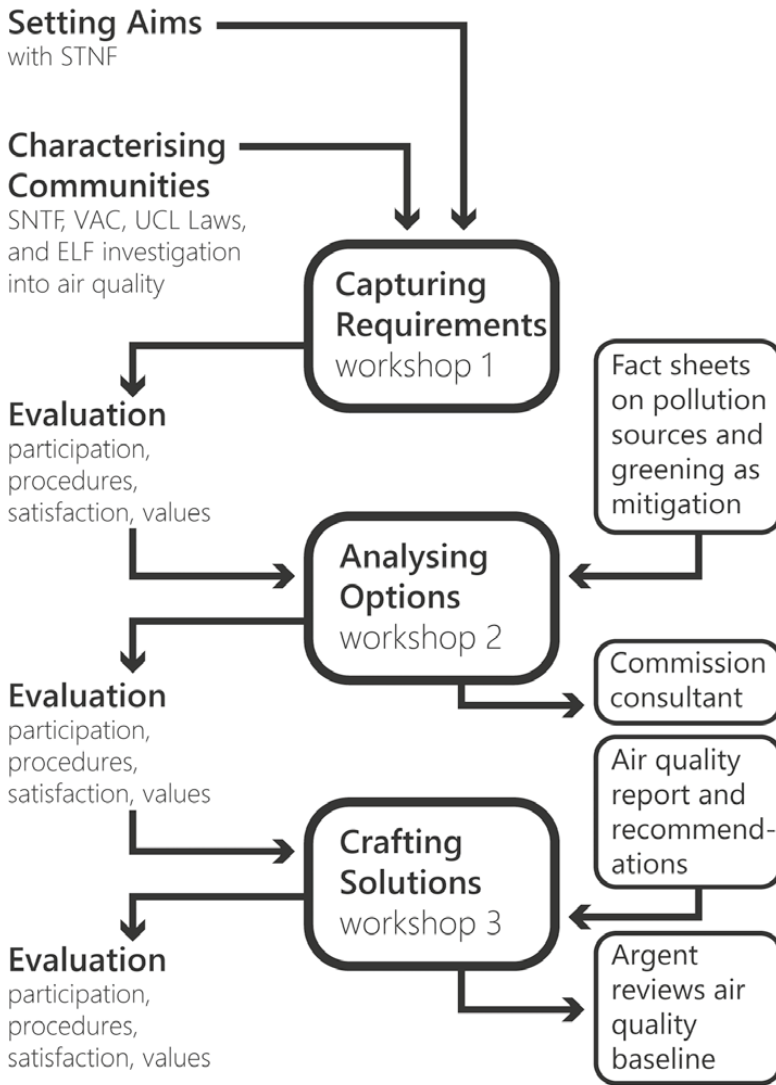 Setting Aims
with STNF
Characterising
Communities
SNTF, VAC, UCL Laws,
and ELF investigation
into air quality
Capturing
Requirements
workshop 1
Evaluation
participation,
procedures,
satisfaction, values
Fact sheets
on pollution
sources and
greening as
mitigation
Analysing
Options
workshop 2
Commission
consultant
Evaluation
participation,
procedures,
satisfaction, values
Air quality
report and
recommend-
ations
Crafting
Solutions
workshop 3
Evaluation
participation,
procedures,
satisfaction, values
Argent
reviews air
quality
baseline